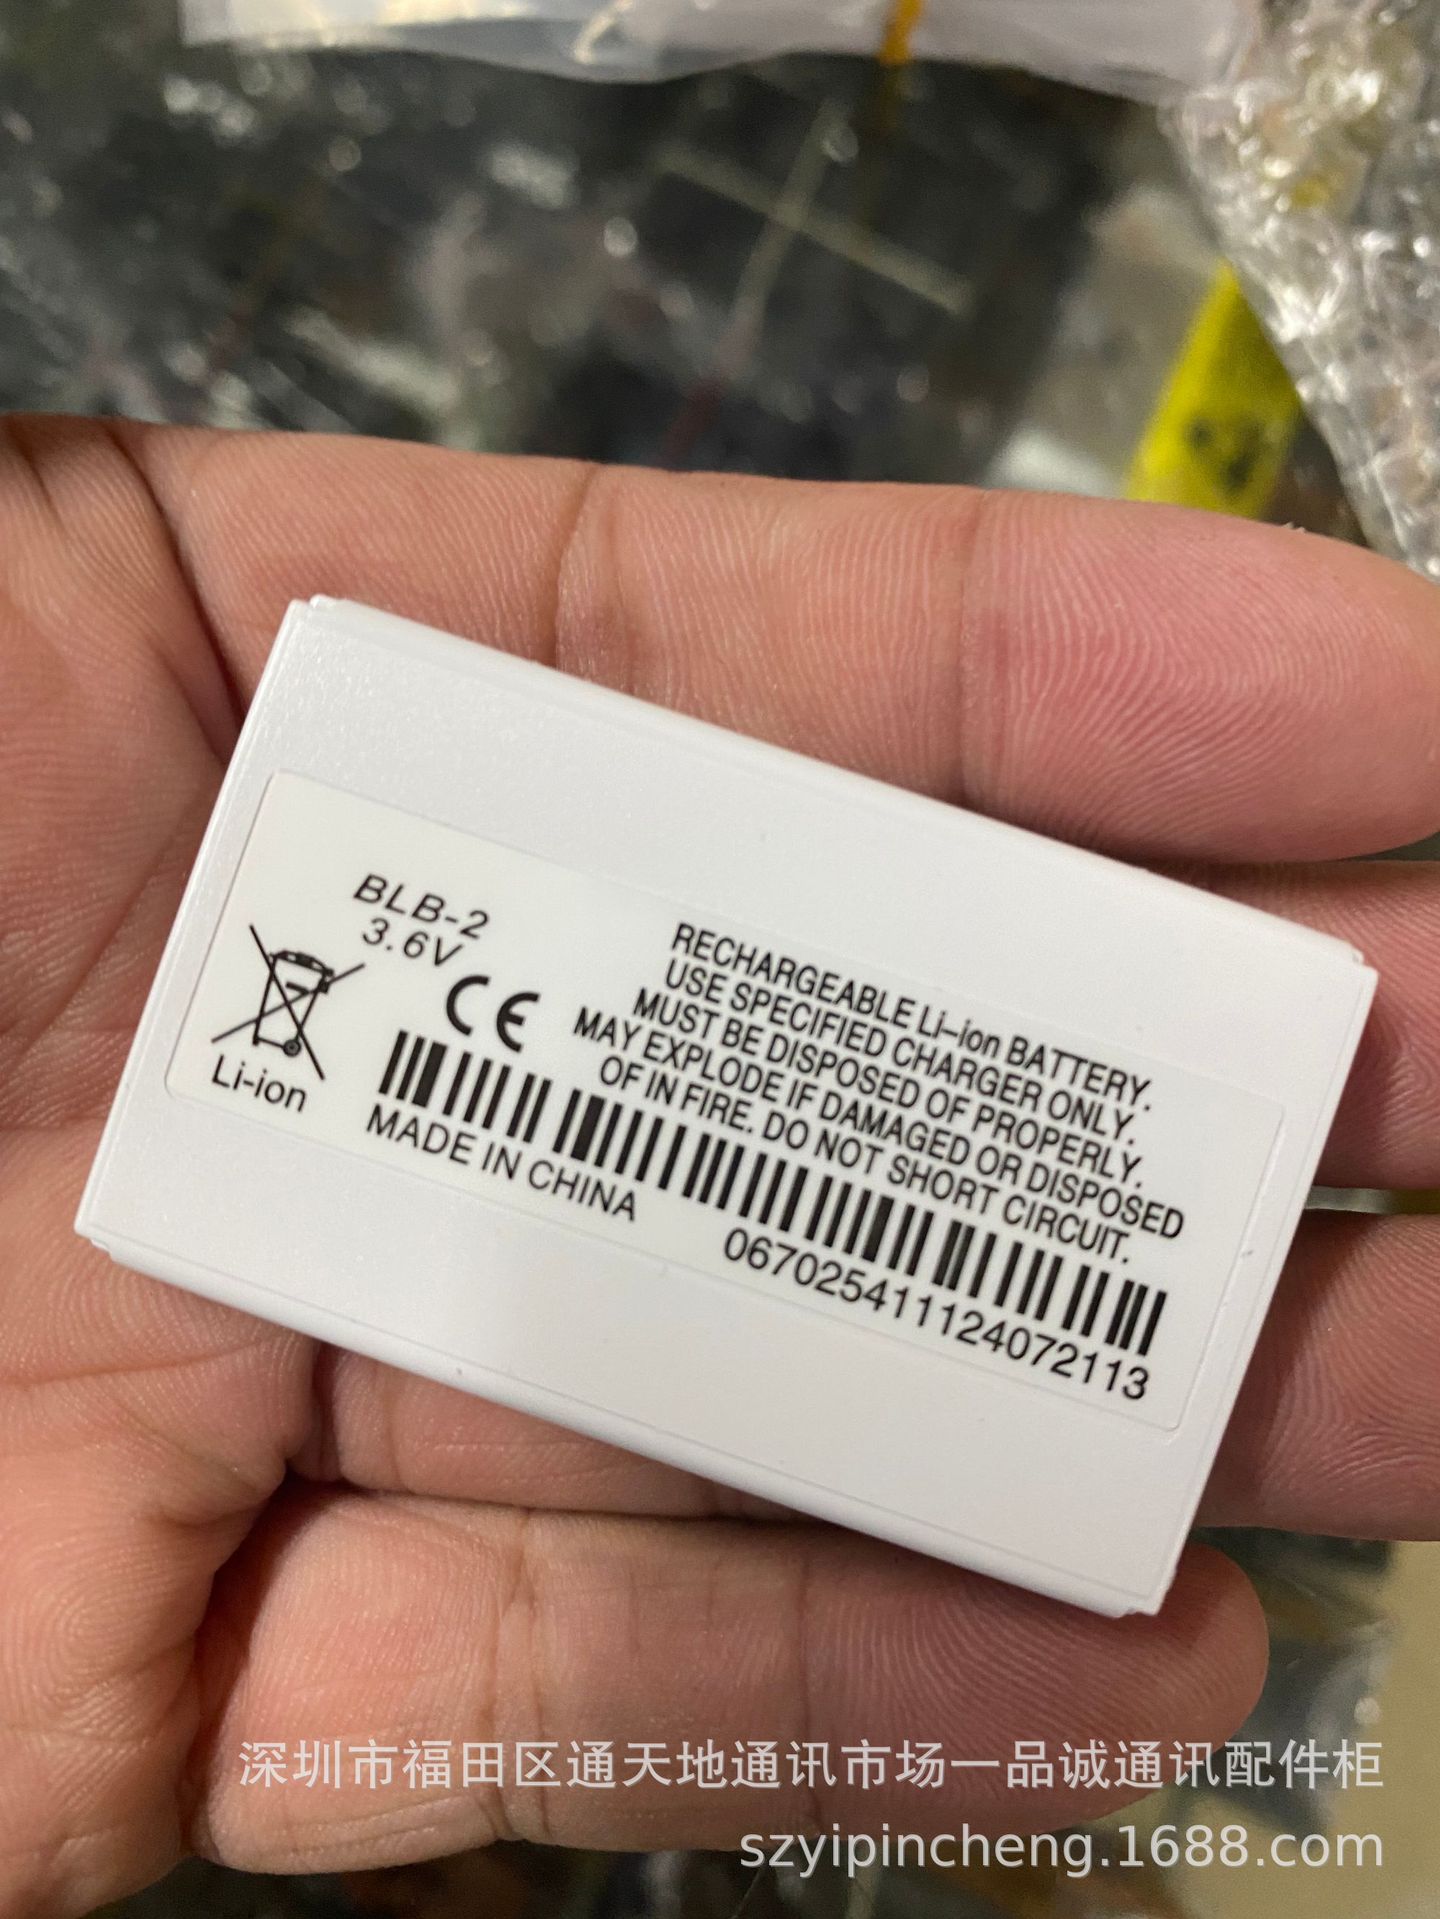 BLB-2
3.6V
Li-ion
RECHARGEABLE Li-ion BATTERY.
USE SPECIFIED CHARGER ONLY.
MUST BE DISPOSED OF PROPERLY.
MAY EXPLODE IF DAMAGED OR DISPOSED
OF IN FIRE. DO NOT SHORT CIRCUIT.
CE
MADE IN CHINA
067025411124072113
深圳市福田区通天地通讯市场一品诚通讯配件柜
szyipincheng.1688.com